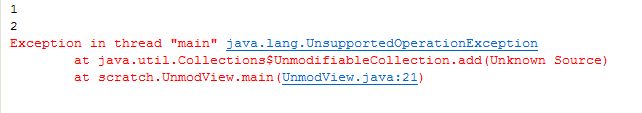 1
2
Exception in thread "main" java.lang.UnsupportedOperationException
at java.util.Collections$UnmodifiableCollection.add(Unknown Source)
at scratch.UnmodView.main(UnmodView.java:21)